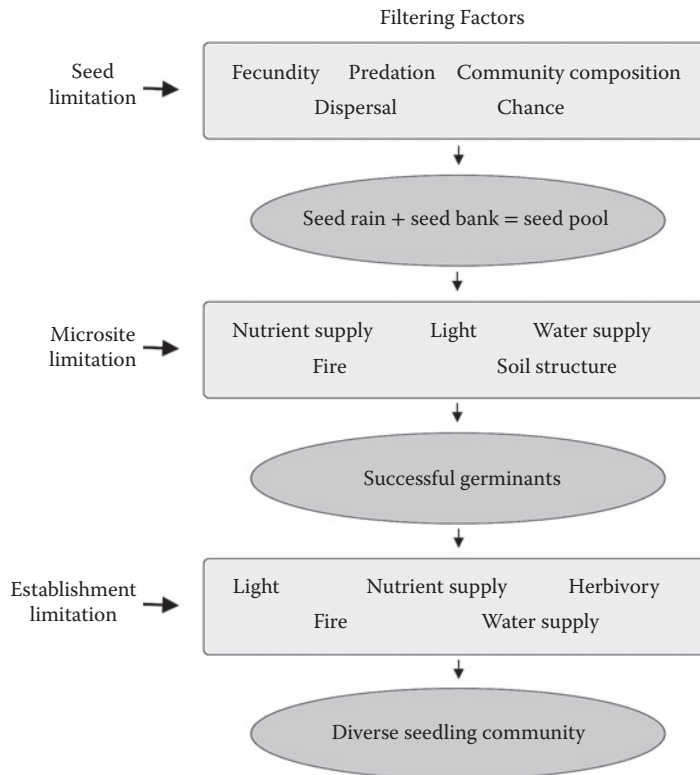 Filtering Factors
Seed
limitation
Fecundity Predation Community composition
Dispersal Chance
Seed rain + seed bank = seed pool
Microsite
limitation
Nutrient supply Light Water supply
Fire Soil structure
Successful germinants
Establishment
limitation
Light Nutrient supply Herbivory
Fire Water supply
Diverse seedling community